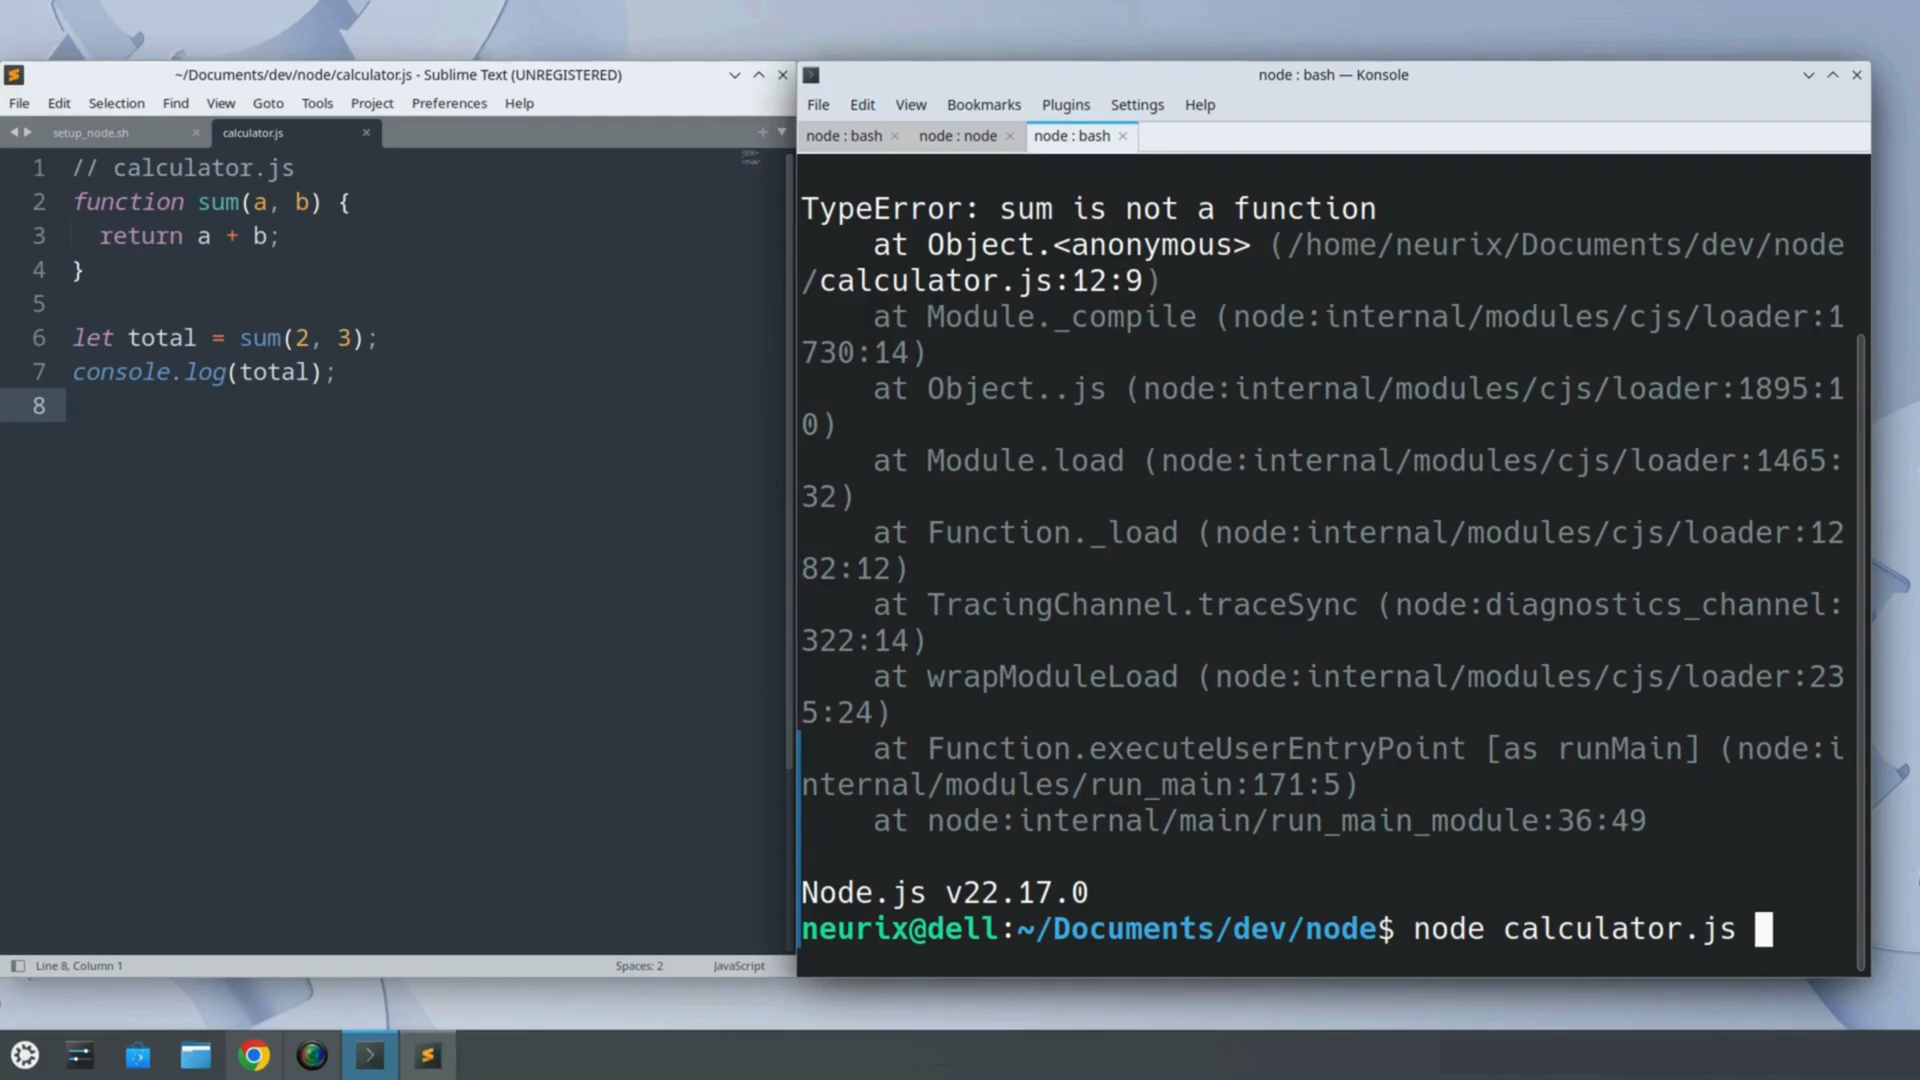 ~/Documents/dev/node/calculator.js - Sublime Text (UNREGISTERED)
File Edit Selection Find View Goto Tools Project Preferences Help
setup_node.sh calculator.js
1 // calculator.js
2 function sum(a, b) {
3 return a + b;
4 }
5
6 let total = sum(2, 3);
7 console.log(total);
8
Line 8, Column 1 Spaces: 2 JavaScript
node : bash — Konsole
File Edit View Bookmarks Plugins Settings Help
node : bash node : node node : bash
TypeError: sum is not a function
at Object.<anonymous> (/home/neurix/Documents/dev/node
/calculator.js:12:9)
at Module._compile (node:internal/modules/cjs/loader:1
730:14)
at Object..js (node:internal/modules/cjs/loader:1895:1
0)
at Module.load (node:internal/modules/cjs/loader:1465:
32)
at Function._load (node:internal/modules/cjs/loader:12
82:12)
at TracingChannel.traceSync (node:diagnostics_channel:
322:14)
at wrapModuleLoad (node:internal/modules/cjs/loader:23
5:24)
at Function.executeUserEntryPoint [as runMain] (node:i
nternal/modules/run_main:171:5)
at node:internal/main/run_main_module:36:49
Node.js v22.17.0
neurix@dell:~/Documents/dev/node$ node calculator.js